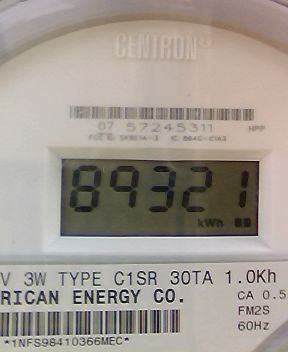 CENTRON®
07 57245311 HPP
89321
kWh
V 3W TYPE C1SR 30TA 1.0Kh
RICAN ENERGY CO.
CA 0.5
FM2S
60Hz
*1NFS98410366MEC*